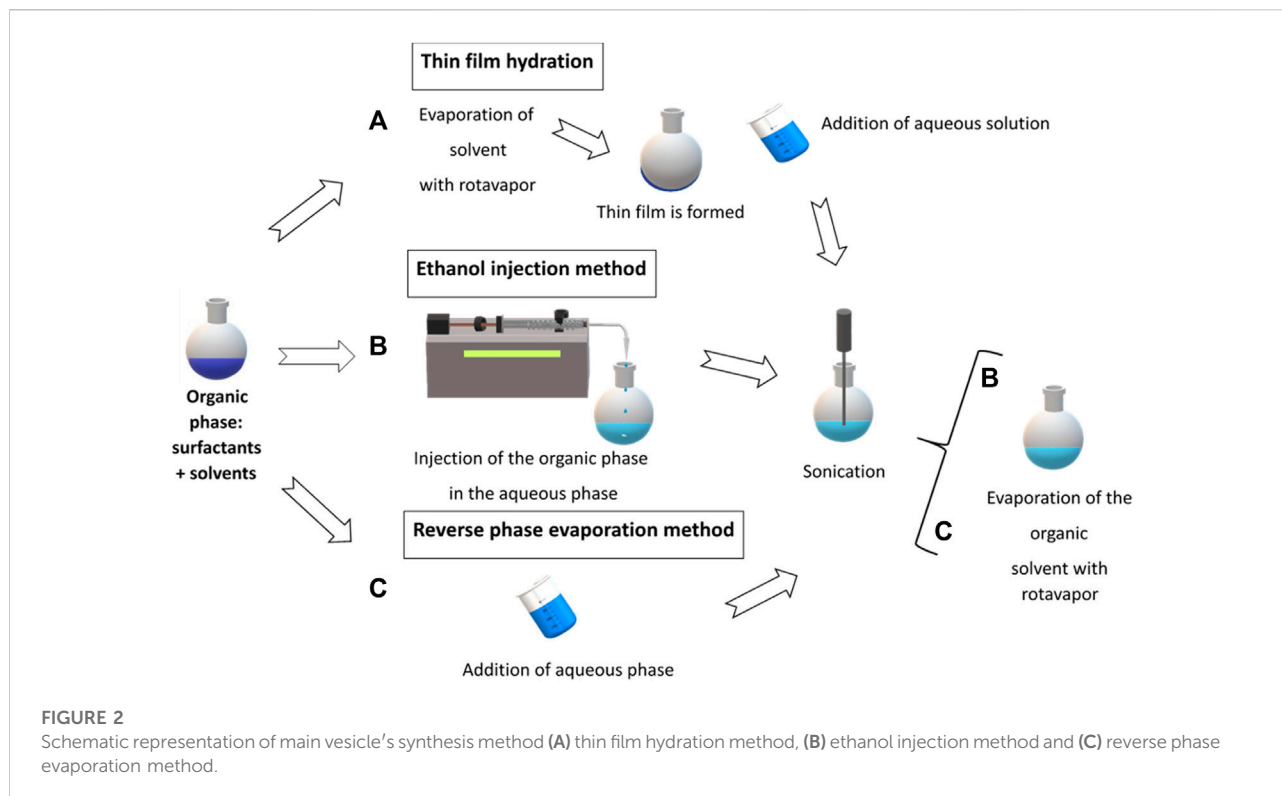 Thin film hydration
A
Evaporation of
solvent
with rotavapor
Thin film is formed
Addition of aqueous solution
Organic
phase:
surfactants
+ solvents
Ethanol injection method
B
Injection of the organic phase
in the aqueous phase
Reverse phase evaporation method
C
Addition of aqueous phase
Sonication
B
C
Evaporation of the
organic
solvent with
rotavapor
FIGURE 2
Schematic representation of main vesicle's synthesis method (A) thin film hydration method, (B) ethanol injection method and (C) reverse phase
evaporation method.